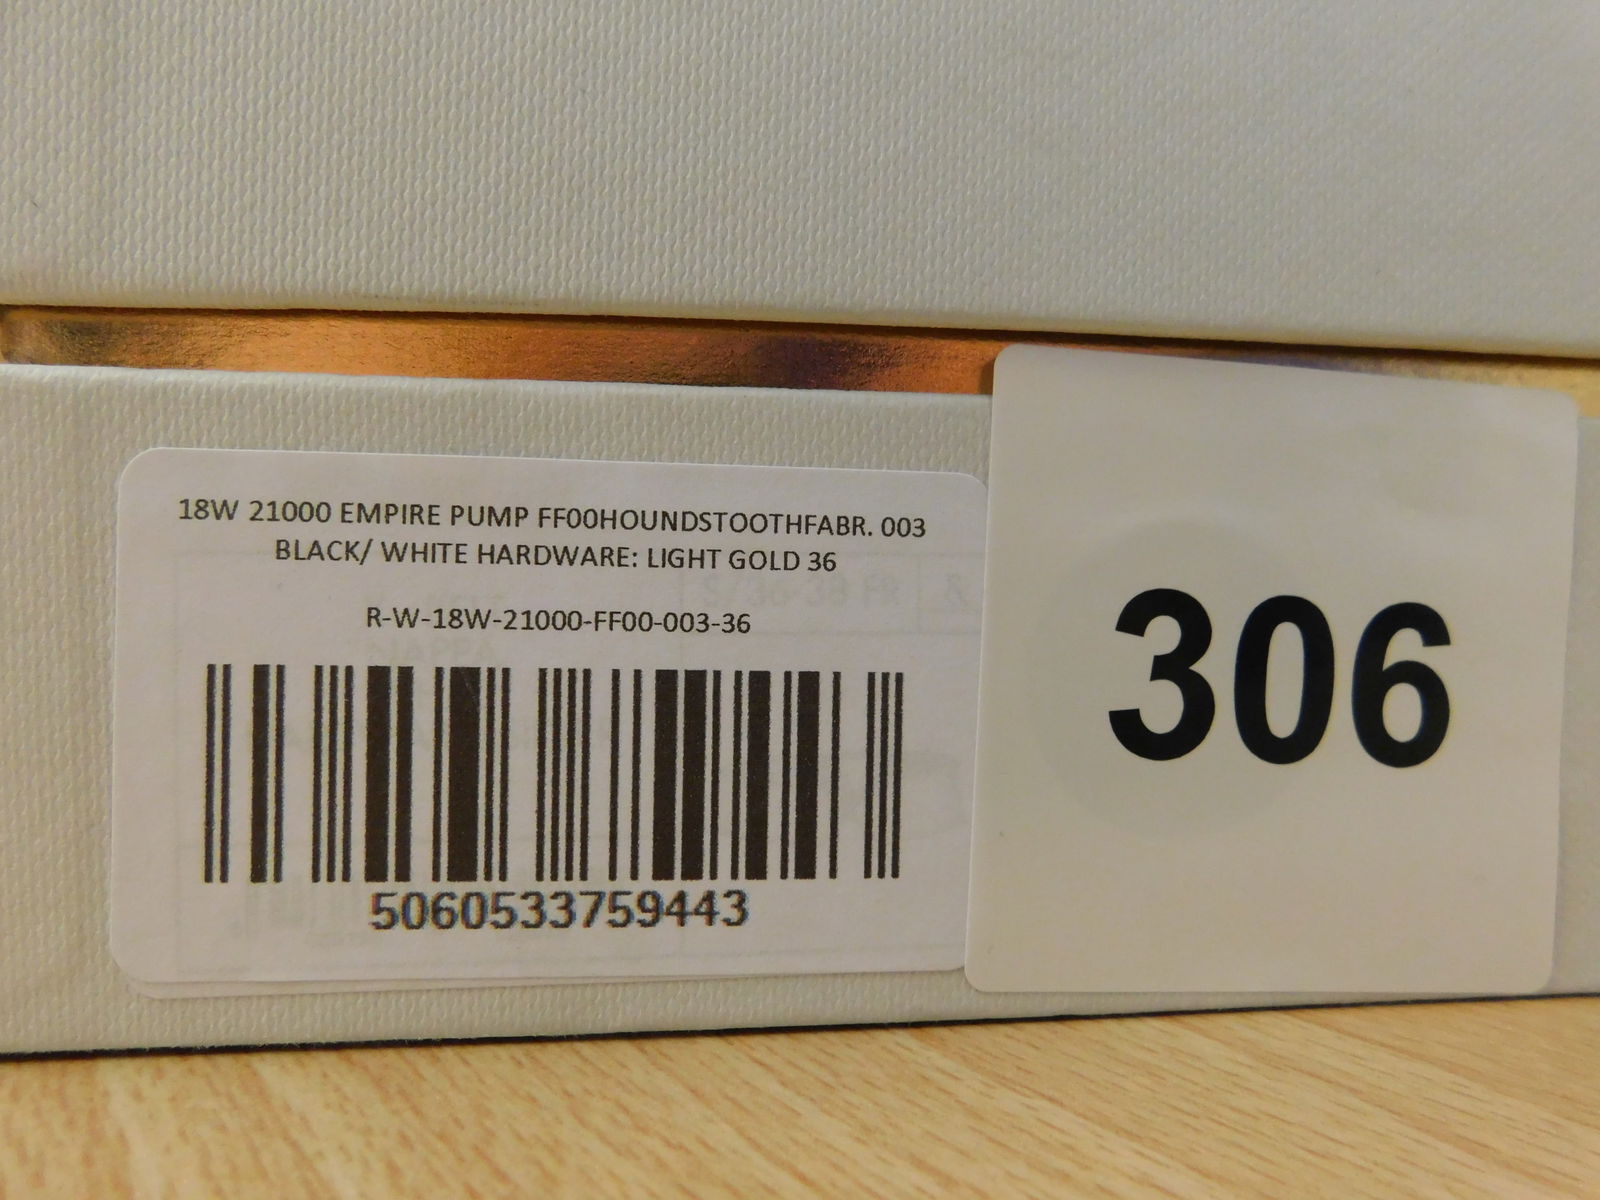 18W 21000 EMPIRE PUMP FF00HOUNDSTOOTHFABR. 003
BLACK/ WHITE HARDWARE: LIGHT GOLD 36
R-W-18W-21000-FF00-003-36
5060533759443
306